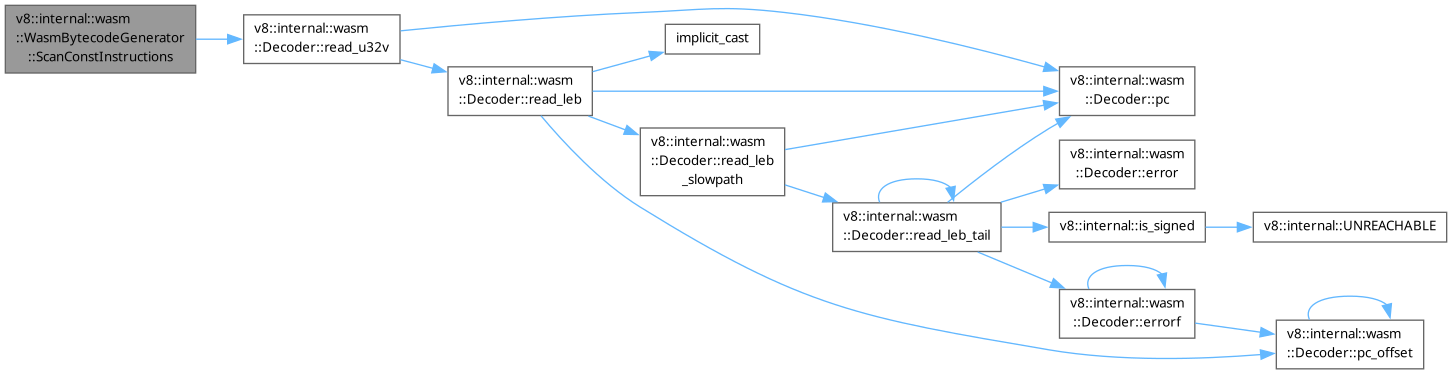 v8::internal::wasm
::WasmBytecodeGenerator
::ScanConstInstructions
v8::internal::wasm
::Decoder::read_u32v
v8::internal::wasm
::Decoder::read_leb
implicit_cast
v8::internal::wasm
::Decoder::read_leb
_slowpath
v8::internal::wasm
::Decoder::read_leb_tail
v8::internal::wasm
::Decoder::pc
v8::internal::wasm
::Decoder::error
v8::internal::is_signed
v8::internal::UNREACHABLE
v8::internal::wasm
::Decoder::errorf
v8::internal::wasm
::Decoder::pc_offset